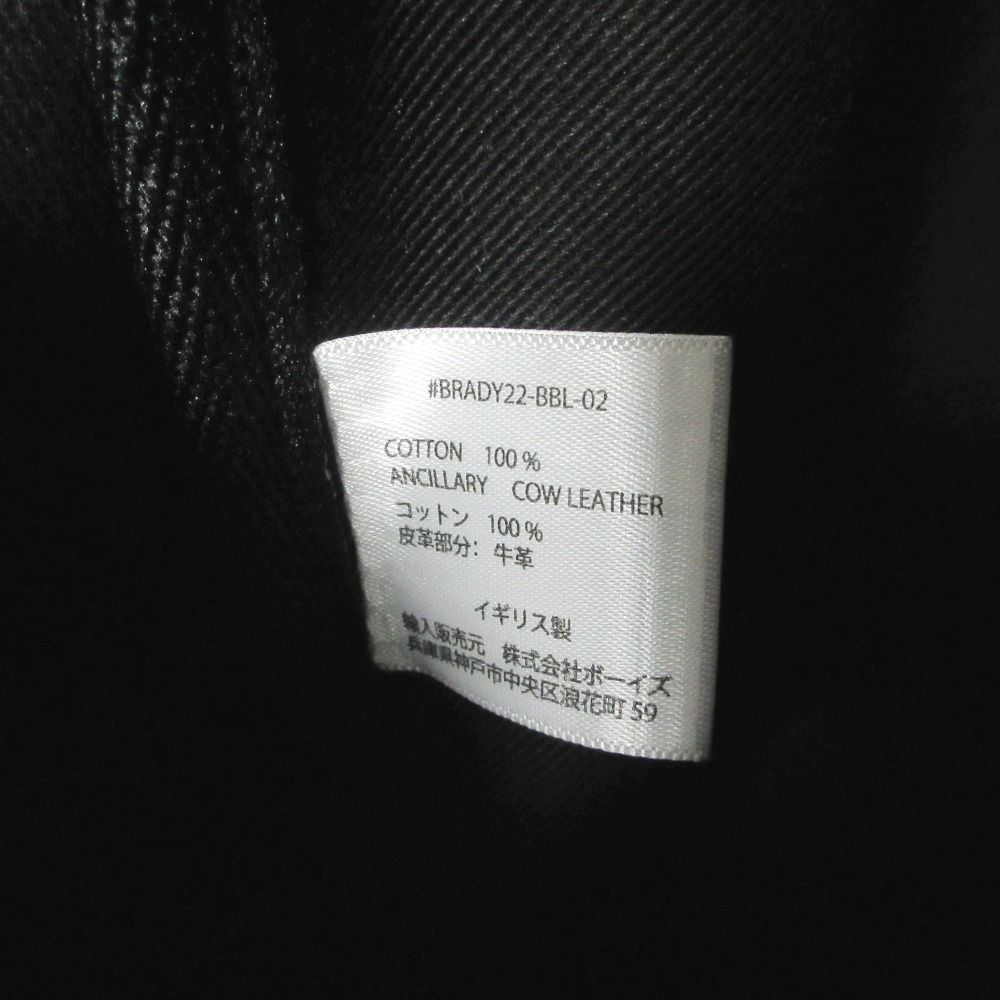 #BRADY22-BBL-02
COTTON 100%
ANCILLARY COW LEATHER
コットン 100%
皮革部分: 牛革
イギリス製
輸入販売元 株式会社ボーイズ
兵庫県神戸市中央区浪花町 59